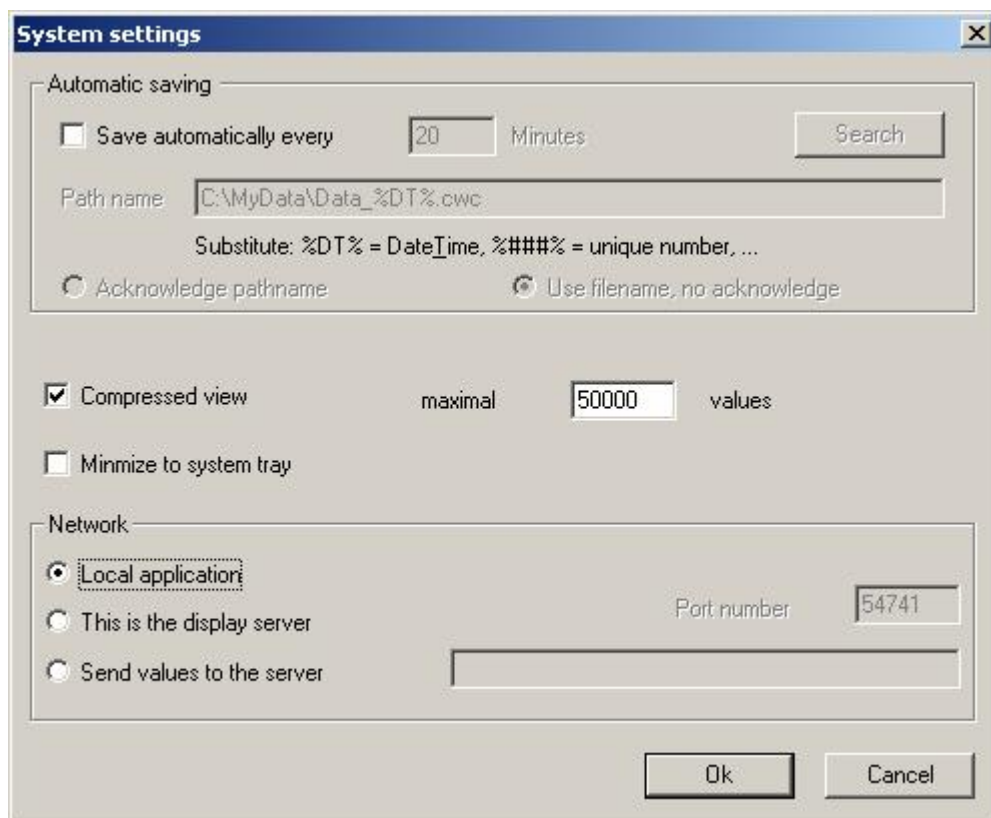 System settings
Automatic saving
Save automatically every 20 Minutes Search
Path name C:\MyData\Data_%DT%.cwc
Substitute: %DT% = DateTime, %###% = unique number, ...
Acknowledge pathname Use filename, no acknowledge
Compressed view maximal 50000 values
Minmize to system tray
Network
Local application
Port number 54741
This is the display server
Send values to the server
Ok Cancel